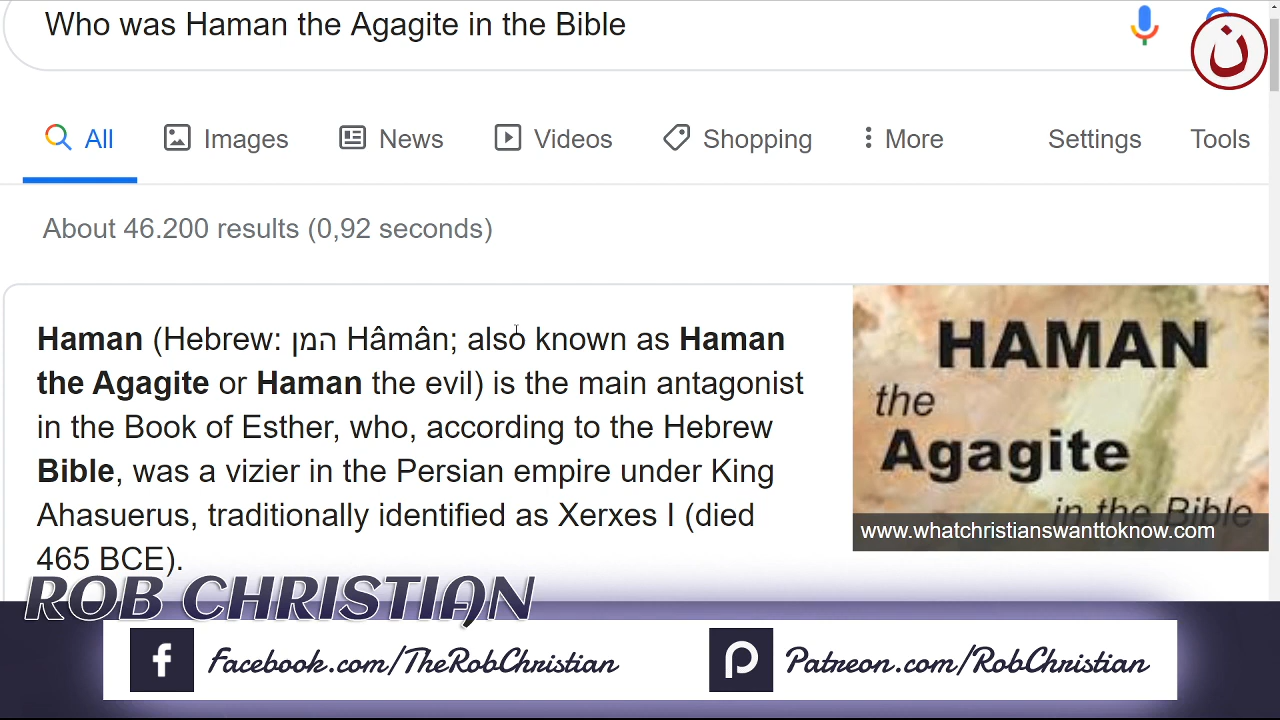 Who was Haman the Agagite in the Bible
ن
All Images News Videos Shopping More Settings Tools
About 46.200 results (0,92 seconds)
Haman (Hebrew: המן Hâmân; also known as Haman
the Agagite or Haman the evil) is the main antagonist
in the Book of Esther, who, according to the Hebrew
Bible, was a vizier in the Persian empire under King
Ahasuerus, traditionally identified as Xerxes I (died
465 BCE).
HAMAN
the
Agagite
in the Bible
www.whatchristianswanttoknow.com
ROB CHRISTIAN
f Facebook.com/TheRobChristian Patreon.com/RobChristian